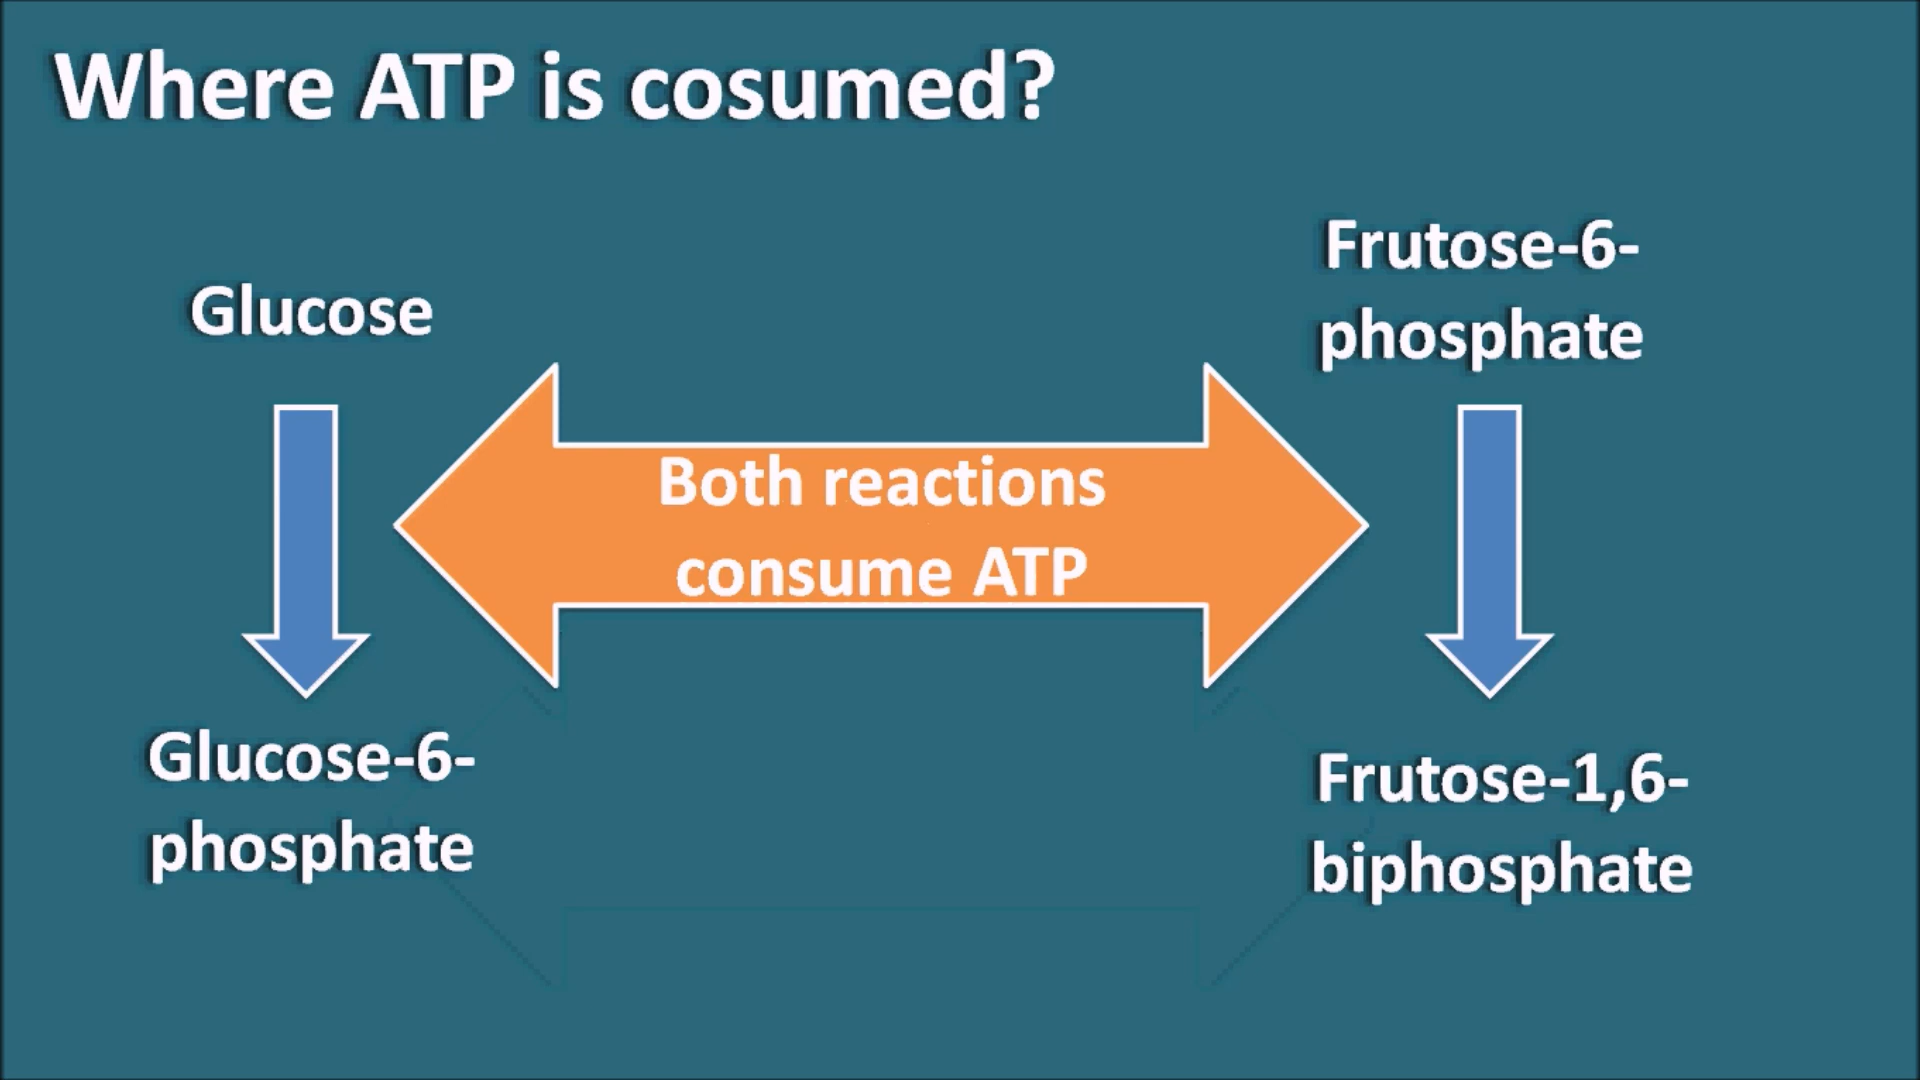 Where ATP is cosumed?
Glucose
Frutose-6-
phosphate
Both reactions
consume ATP
Glucose-6-
phosphate
Frutose-1,6-
biphosphate